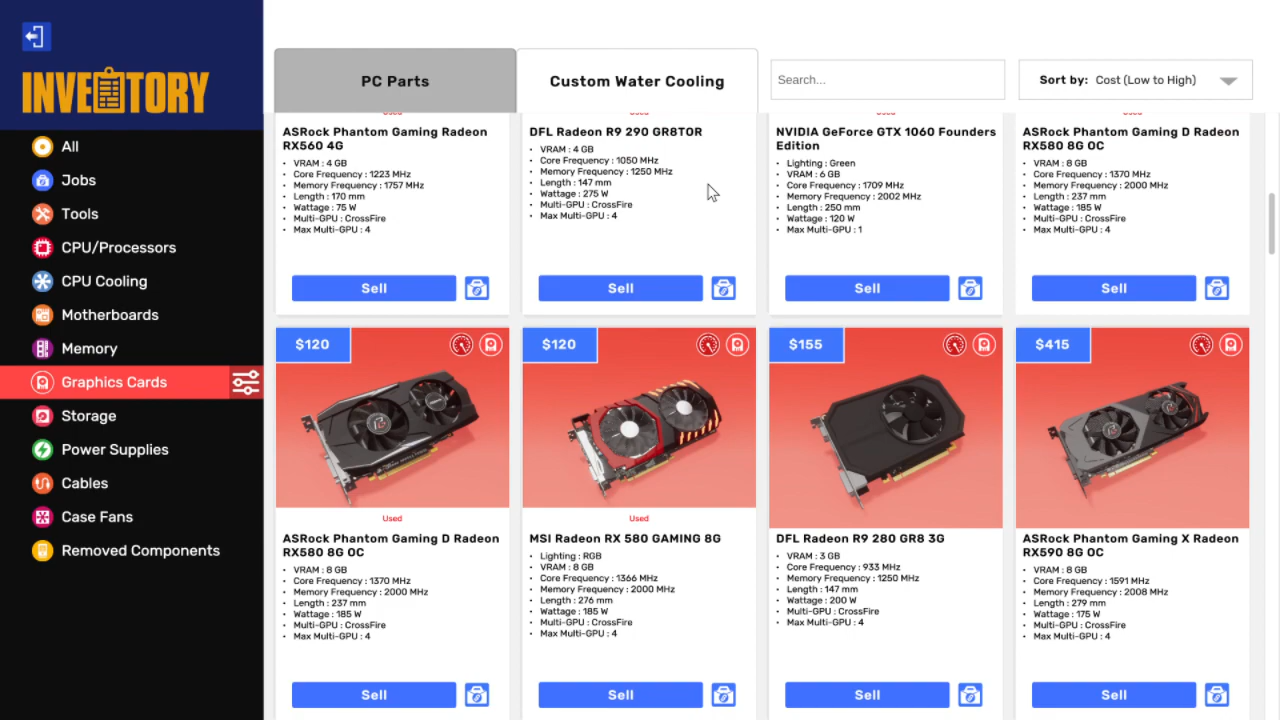 INVENTORY
PC Parts
Custom Water Cooling
Search...
Sort by: Cost (Low to High)
All
Jobs
Tools
CPU/Processors
CPU Cooling
Motherboards
Memory
Graphics Cards
Storage
Power Supplies
Cables
Case Fans
Removed Components
ASRock Phantom Gaming Radeon
RX560 4G
VRAM : 4 GB
Core Frequency : 1223 MHz
Memory Frequency : 1757 MHz
Length : 170 mm
Wattage : 75 W
Multi-GPU : CrossFire
Max Multi-GPU : 4
Sell
DFL Radeon R9 290 GR8TOR
VRAM : 4 GB
Core Frequency : 1050 MHz
Memory Frequency : 1250 MHz
Length : 147 mm
Wattage : 275 W
Multi-GPU : CrossFire
Max Multi-GPU : 4
Sell
NVIDIA GeForce GTX 1060 Founders
Edition
Lighting : Green
VRAM : 6 GB
Core Frequency : 1709 MHz
Memory Frequency : 2002 MHz
Length : 250 mm
Wattage : 120 W
Max Multi-GPU : 1
Sell
ASRock Phantom Gaming D Radeon
RX580 8G OC
VRAM : 8 GB
Core Frequency : 1370 MHz
Memory Frequency : 2000 MHz
Length : 237 mm
Wattage : 185 W
Multi-GPU : CrossFire
Max Multi-GPU : 4
Sell
$120
Used
ASRock Phantom Gaming D Radeon
RX580 8G OC
VRAM : 8 GB
Core Frequency : 1370 MHz
Memory Frequency : 2000 MHz
Length : 237 mm
Wattage : 185 W
Multi-GPU : CrossFire
Max Multi-GPU : 4
Sell
$120
Used
MSI Radeon RX 580 GAMING 8G
Lighting : RGB
VRAM : 8 GB
Core Frequency : 1366 MHz
Memory Frequency : 2000 MHz
Length : 276 mm
Wattage : 185 W
Multi-GPU : CrossFire
Max Multi-GPU : 4
Sell
$155
DFL Radeon R9 280 GR8 3G
VRAM : 3 GB
Core Frequency : 933 MHz
Memory Frequency : 1250 MHz
Length : 147 mm
Wattage : 200 W
Multi-GPU : CrossFire
Max Multi-GPU : 4
Sell
$415
ASRock Phantom Gaming X Radeon
RX590 8G OC
VRAM : 8 GB
Core Frequency : 1591 MHz
Memory Frequency : 2008 MHz
Length : 279 mm
Wattage : 175 W
Multi-GPU : CrossFire
Max Multi-GPU : 4
Sell